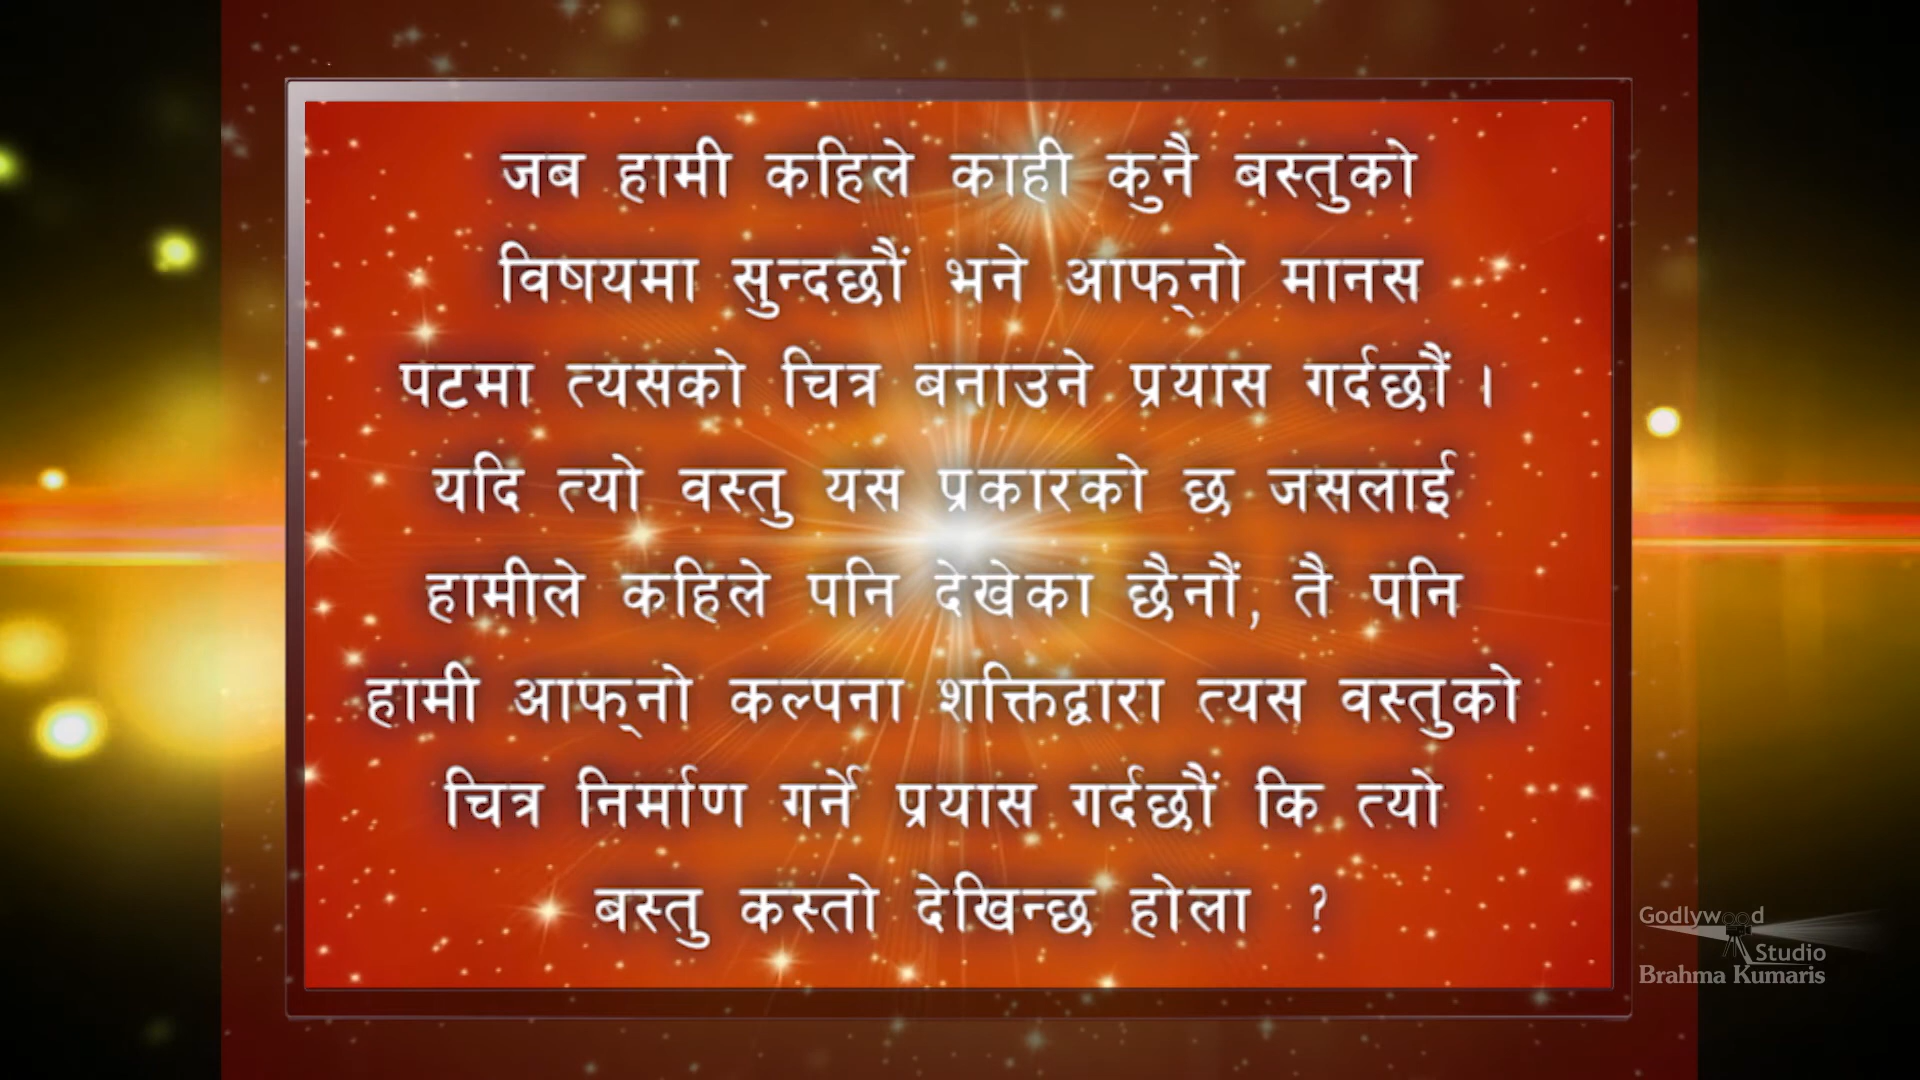 जब हामी कहिले काही कुनै बस्तुको
विषयमा सुन्दछौं भने आफ्‌नो मानस
पटमा त्यसको चित्र बनाउने प्रयास गर्दछौं ।
यदि त्यो वस्तु यस प्रकारको छ जसलाई
हामीले कहिले पनि देखेका छैनौं, तै पनि
हामी आफ्‌नो कल्पना शक्तिद्वारा त्यस वस्तुको
चित्र निर्माण गर्ने प्रयास गर्दछौं कि त्यो
बस्तु कस्तो देखिन्छ होला ?
Godlywood
Studio
Brahma Kumaris